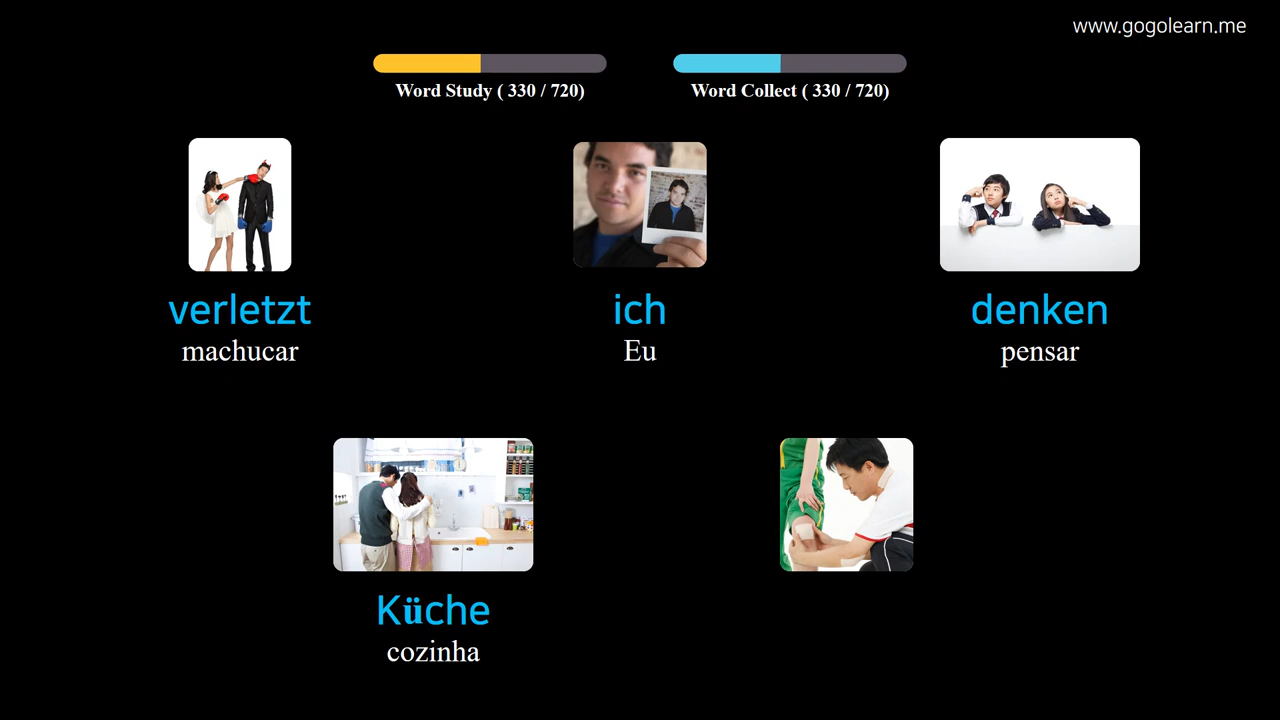 www.gogolearn.me
Word Study ( 330 / 720)
Word Collect ( 330 / 720)
verletzt
machucar
ich
Eu
denken
pensar
Küche
cozinha